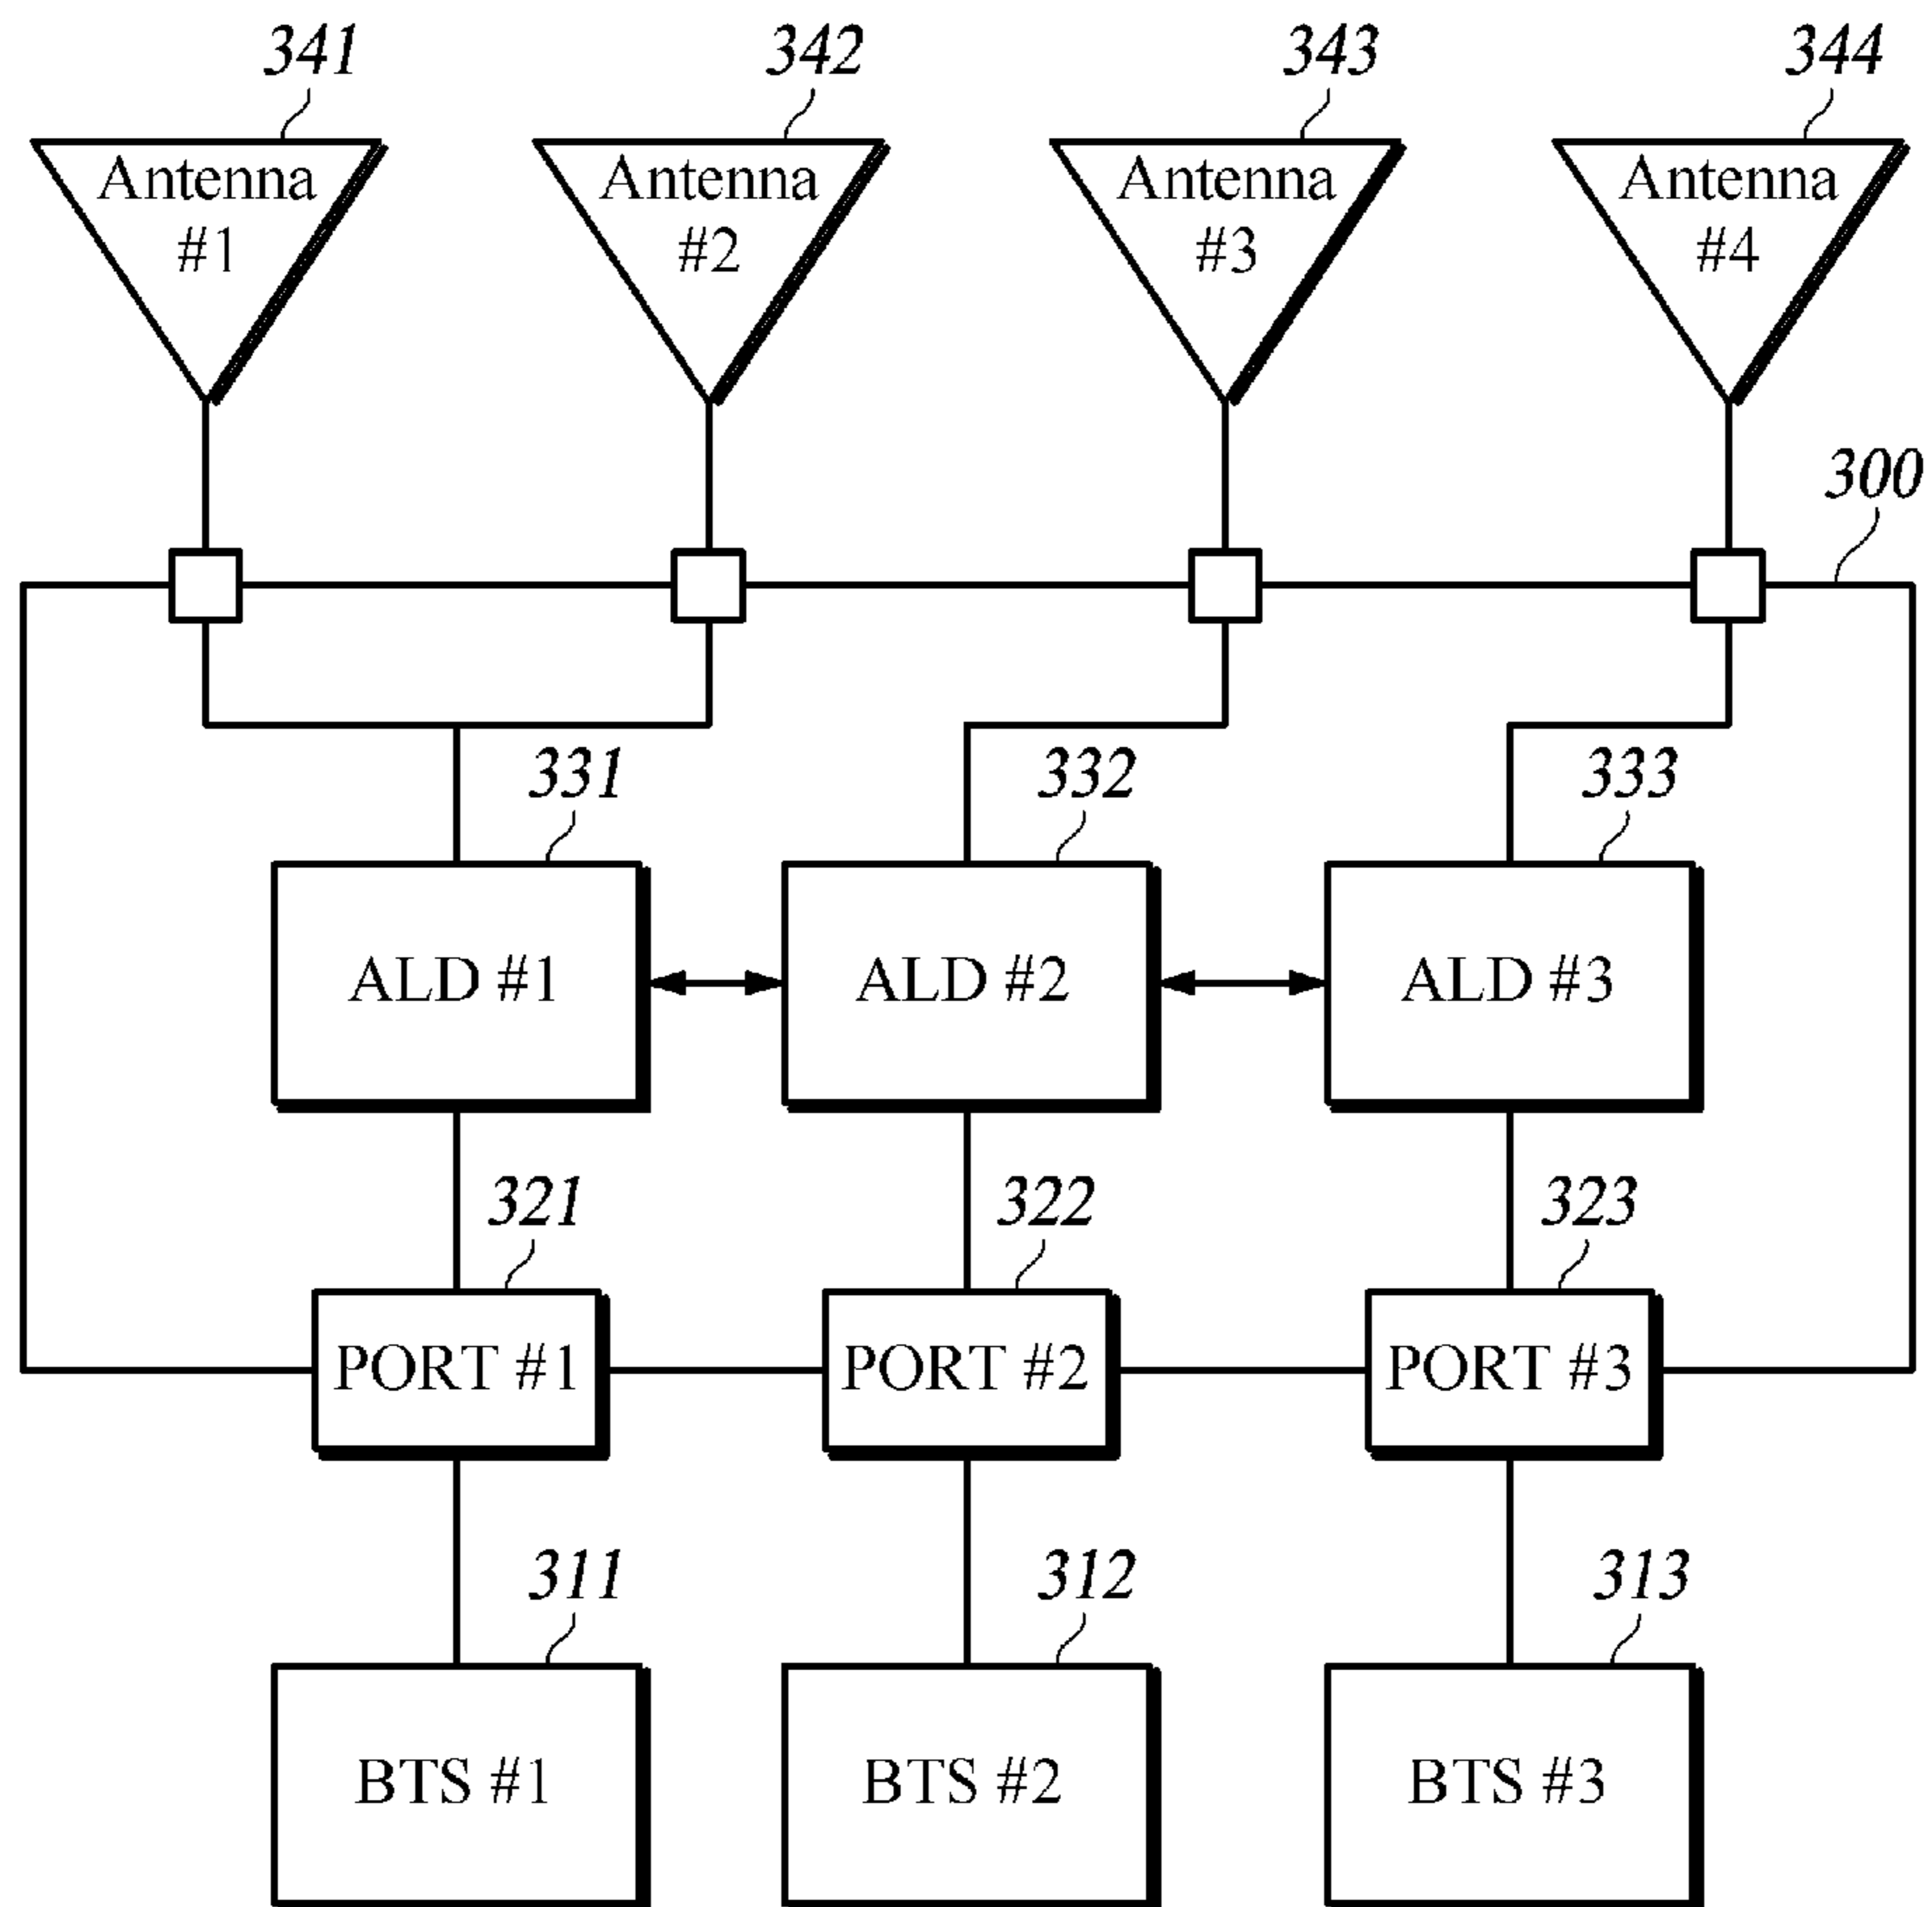 341 342 343 344
Antenna Antenna Antenna Antenna
#1 #2 #3 #4
300
331 332 333
ALD #1 ALD #2 ALD #3
321 322 323
PORT #1 PORT #2 PORT #3
311 312 313
BTS #1 BTS #2 BTS #3